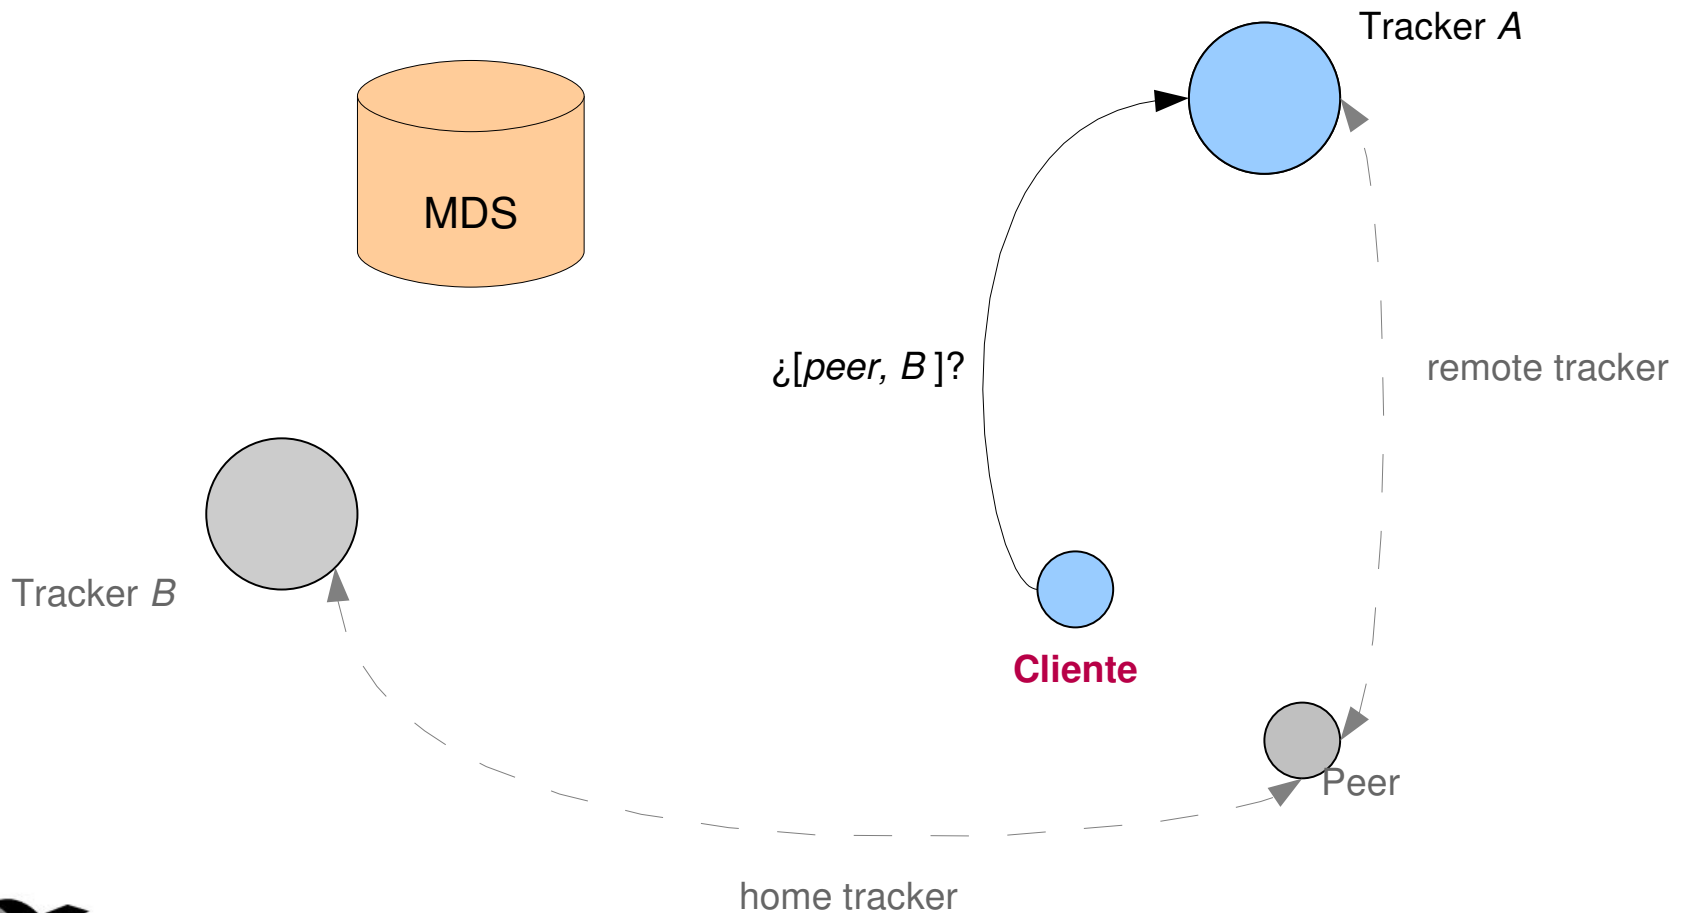 Tracker A
MDS
¿[peer, B ]?
remote tracker
Tracker B
Cliente
Peer
home tracker